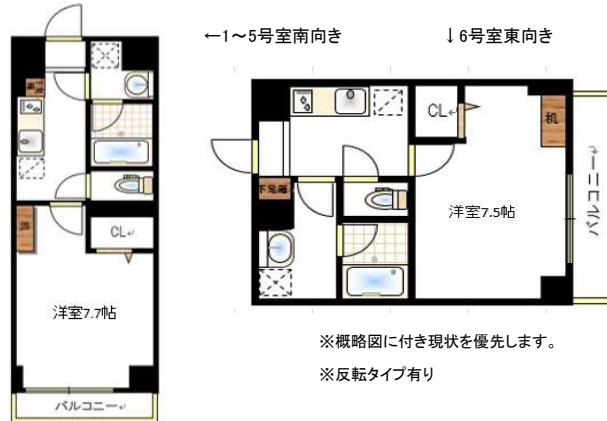 ←1～5号室南向き
↓6号室東向き
CL
洋室7.7帖
バルコニー
CL
机
下足箱
洋室7.5帖
バルコニー
※概略図に付き現状を優先します。
※反転タイプ有り